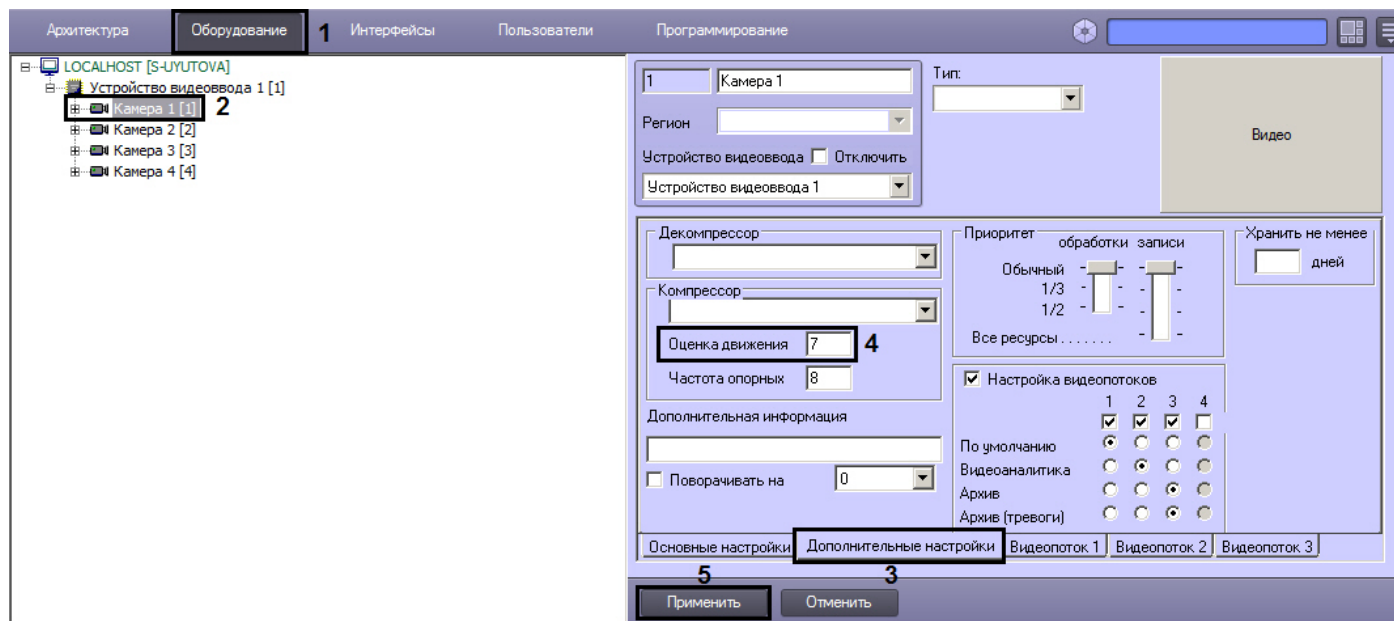 Архитектура Оборудование 1 Интерфейсы Пользователи Программирование
LOCALHOST [S-UYUTOVA]
Устройство видеоввода 1 [1]
Камера 1 [1] 2
Камера 2 [2]
Камера 3 [3]
Камера 4 [4]
1 Камера 1
Тип:
Регион
Устройство видеоввода Отключить
Устройство видеоввода 1
Видео
Декомпрессор
Компрессор
Оценка движения 7 4
Частота опорных 8
Дополнительная информация
Поворачивать на 0
Приоритет
обработки записи
Обычный
1/3
1/2
Все ресурсы . . . . . . .
Хранить не менее
дней
Настройка видеопотоков
1 2 3 4
По умолчанию
Видеоаналитика
Архив
Архив (тревоги)
Основные настройки Дополнительные настройки Видеопоток 1 Видеопоток 2 Видеопоток 3
5 3
Применить Отменить